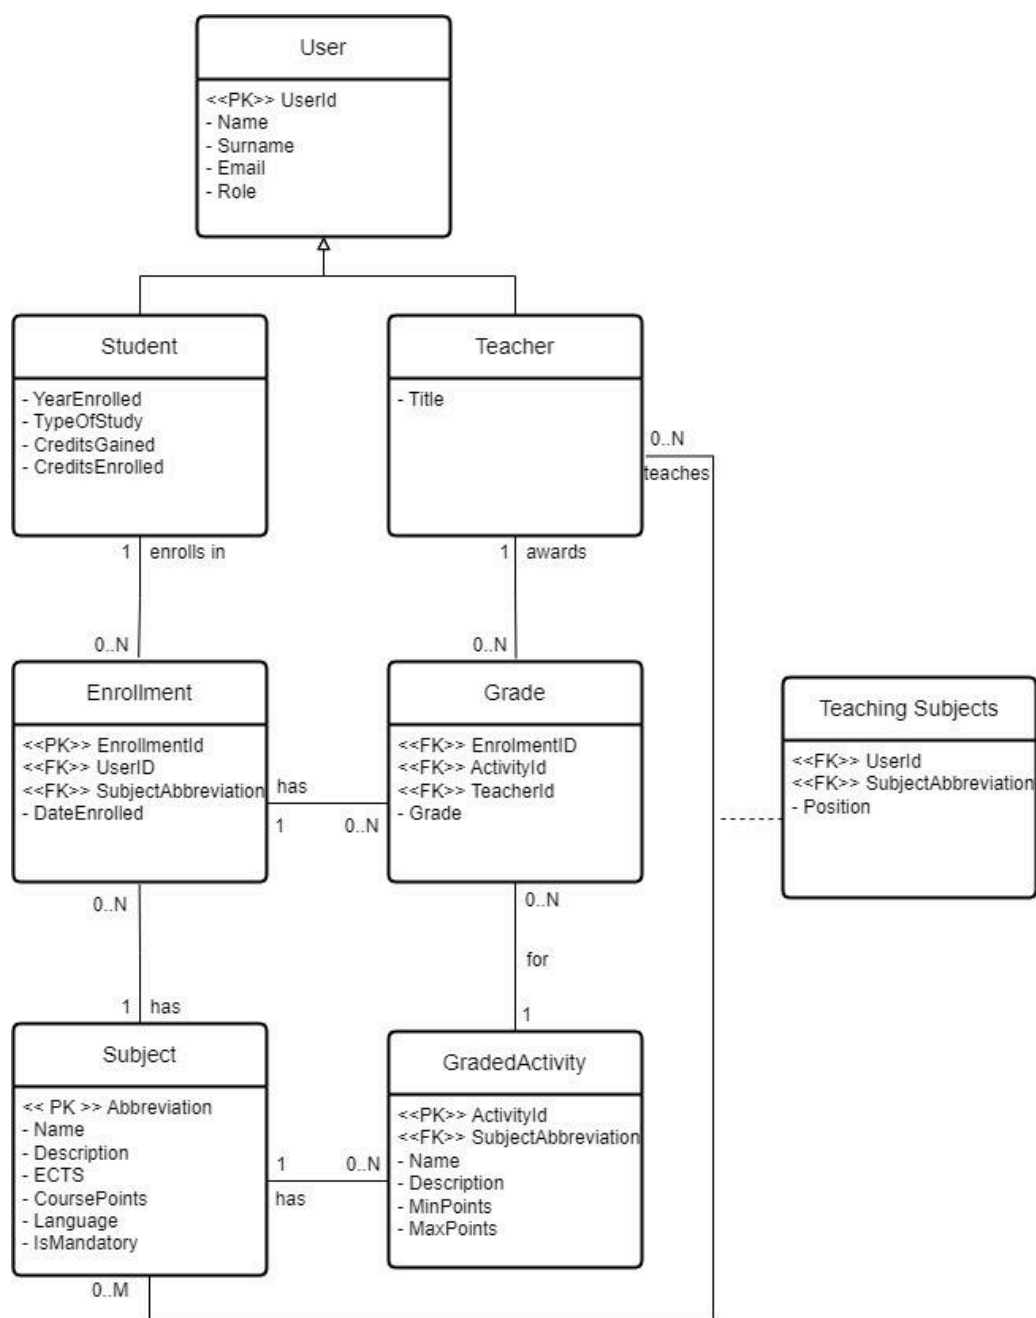 User
<<PK>> UserId
- Name
- Surname
- Email
- Role
Student
- YearEnrolled
- TypeOfStudy
- CreditsGained
- CreditsEnrolled
Teacher
- Title
0..N
teaches
1 enrolls in
1 awards
0..N
0..N
Enrollment
<<PK>> EnrollmentId
<<FK>> UserID
<<FK>> SubjectAbbreviation
- DateEnrolled
has
1 0..N
Grade
<<FK>> EnrolmentID
<<FK>> ActivityId
<<FK>> TeacherId
- Grade
Teaching Subjects
<<FK>> UserId
<<FK>> SubjectAbbreviation
- Position
0..N
0..N
for
1 has
1
Subject
<< PK >> Abbreviation
- Name
- Description
- ECTS
- CoursePoints
- Language
- IsMandatory
1 0..N
has
GradedActivity
<<PK>> ActivityId
<<FK>> SubjectAbbreviation
- Name
- Description
- MinPoints
- MaxPoints
0..M